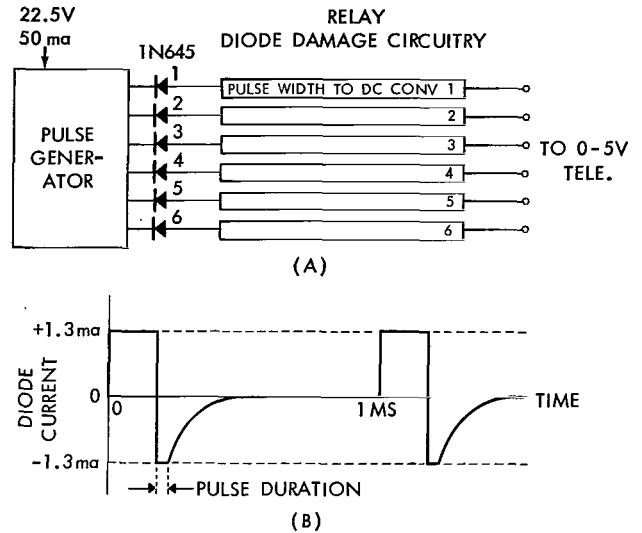 22.5V
50 ma
RELAY
DIODE DAMAGE CIRCUITRY
1N645
PULSE
GENER-
ATOR
1
2
3
4
5
6
PULSE WIDTH TO DC CONV 1
2
3
4
5
6
TO 0-5V
TELE.
(A)
DIODE
CURRENT
+1.3ma
0
-1.3ma
0
1 MS
TIME
PULSE DURATION
(B)